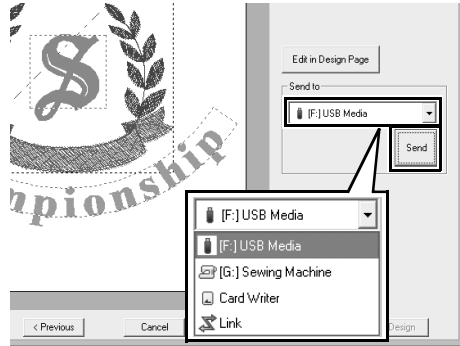 S
mpionship
Edit in Design Page
Send to
[F:] USB Media
Send
[F:] USB Media
[F:] USB Media
[G:] Sewing Machine
Card Writer
Link
< Previous
Cancel
Design